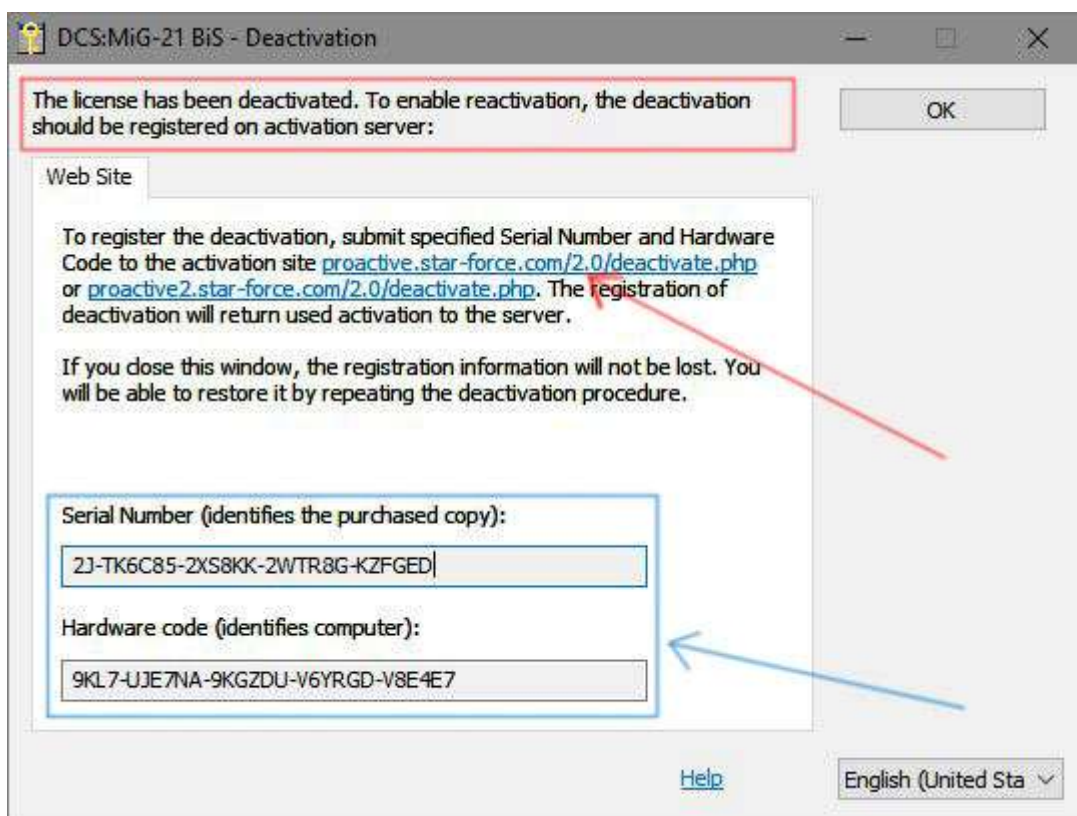 DCS:MiG-21 BiS - Deactivation
The license has been deactivated. To enable reactivation, the deactivation
should be registered on activation server:
OK
Web Site
To register the deactivation, submit specified Serial Number and Hardware
Code to the activation site proactive.star-force.com/2.0/deactivate.php
or proactive2.star-force.com/2.0/deactivate.php. The registration of
deactivation will return used activation to the server.
If you close this window, the registration information will not be lost. You
will be able to restore it by repeating the deactivation procedure.
Serial Number (identifies the purchased copy):
2J-TK6C85-2XS8KK-2WTR8G-KZFGED
Hardware code (identifies computer):
9KL7-UJE7NA-9KGZDU-V6YRGD-V8E4E7
Help
English (United Sta